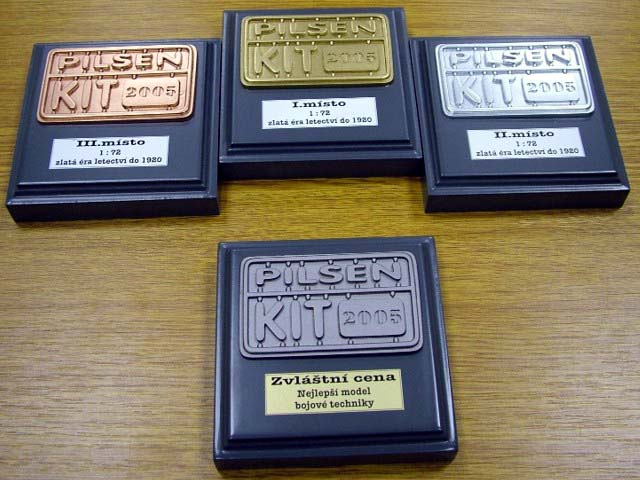 PILSEN
KIT 2005
III.místo
1 : 72
zlatá éra letectví do 1920
PILSEN
KIT 2005
I.místo
1 : 72
zlatá éra letectví do 1920
PILSEN
KIT 2005
II.místo
1 : 72
zlatá éra letectví do 1920
PILSEN
KIT 2005
Zvláštní cena
Nejlepší model
bojové techniky